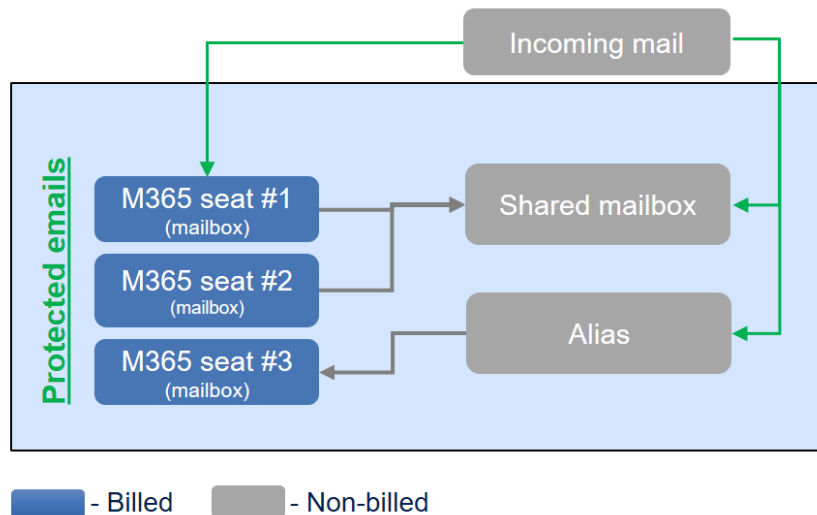 Incoming mail
Protected emails
M365 seat #1
(mailbox)
M365 seat #2
(mailbox)
M365 seat #3
(mailbox)
Shared mailbox
Alias
- Billed
- Non-billed